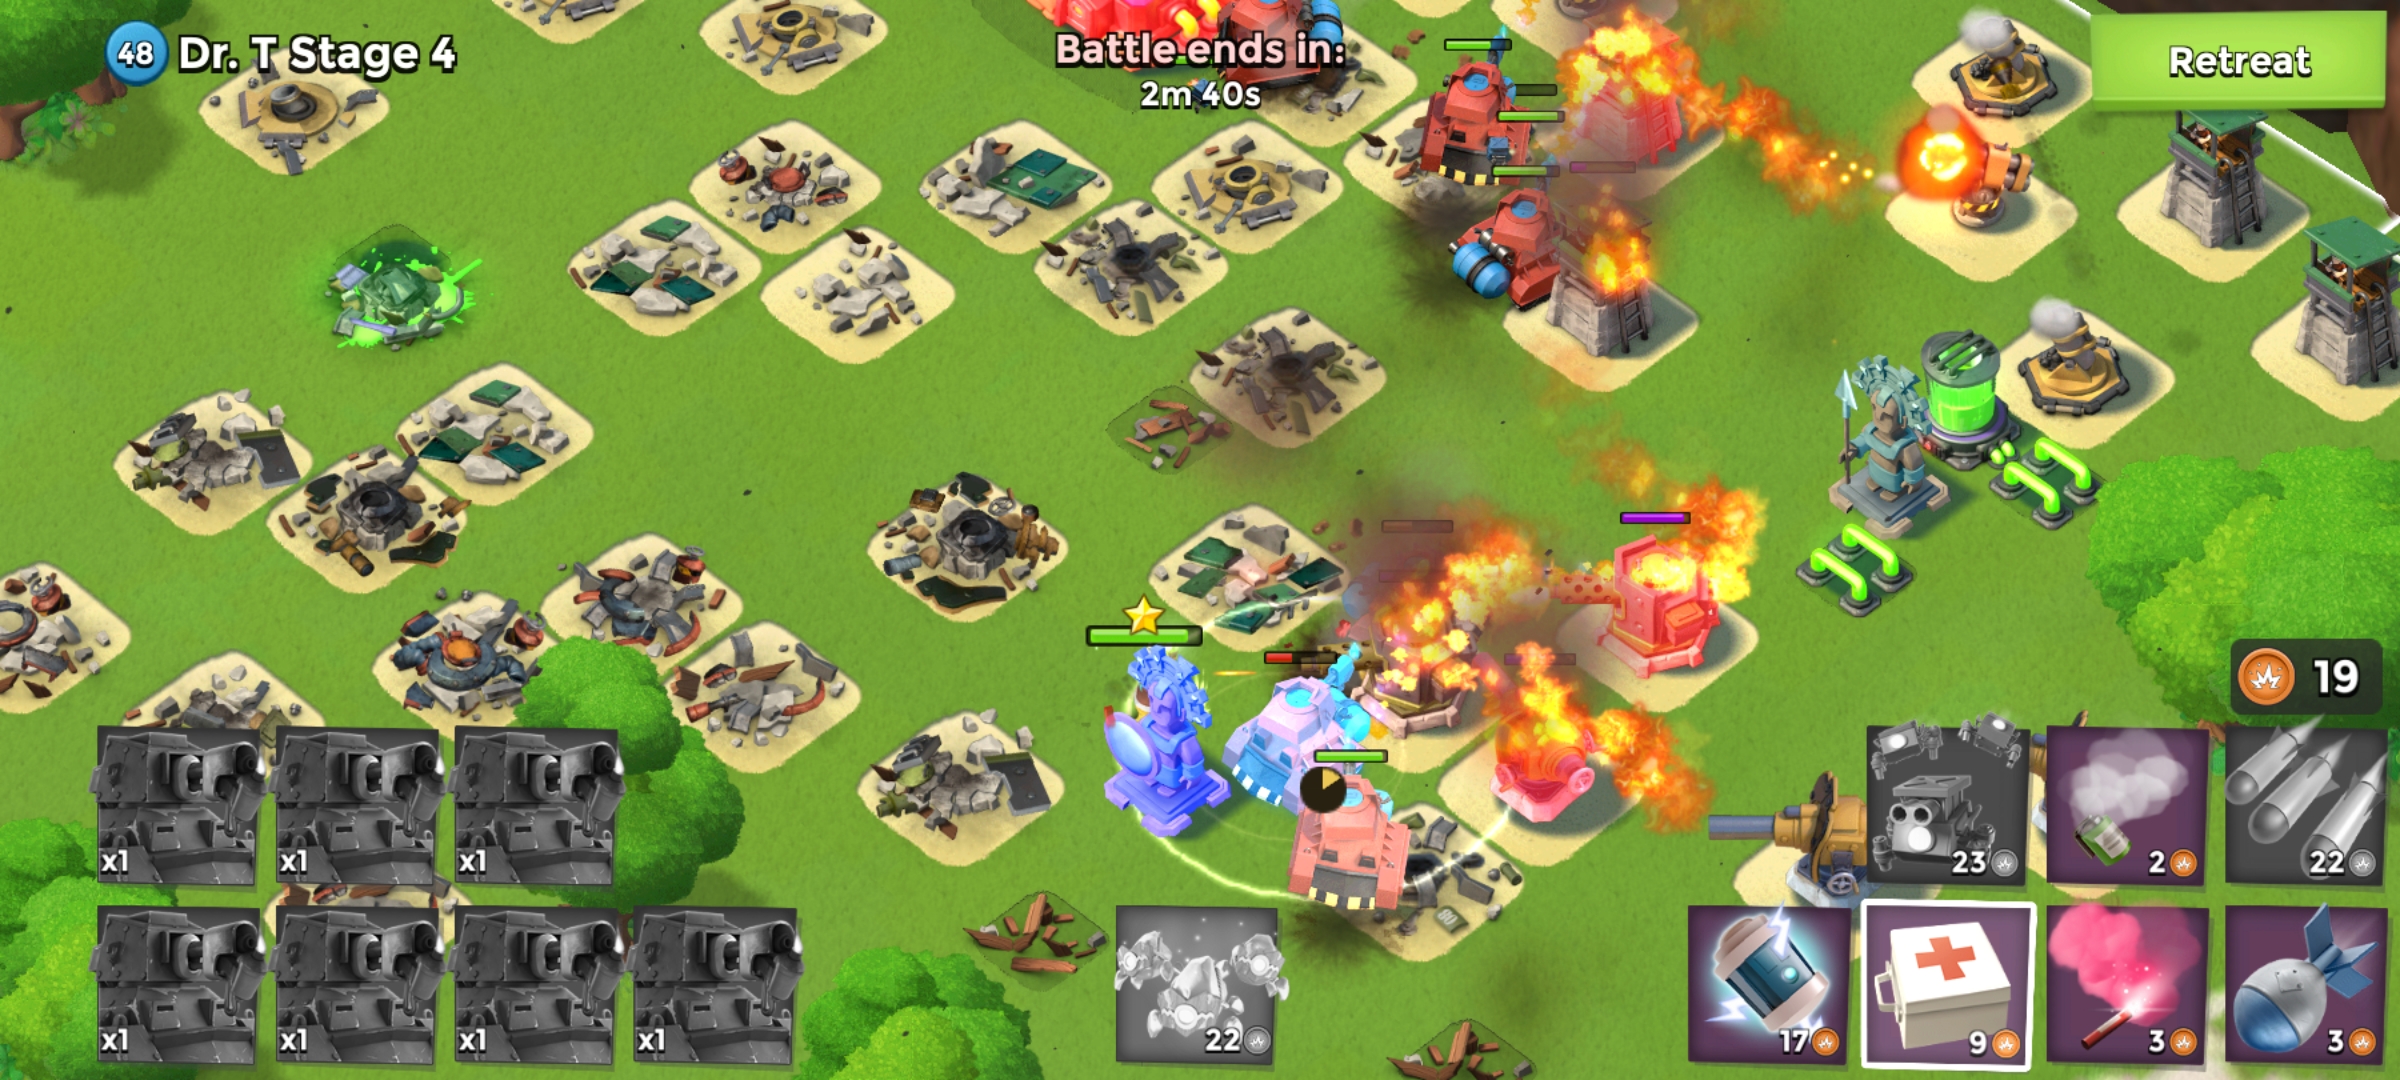 48 Dr. T Stage 4
Battle ends in:
2m 40s
Retreat
19
x1
x1
x1
23
2
22
x1
x1
x1
x1
22
17
9
3
3